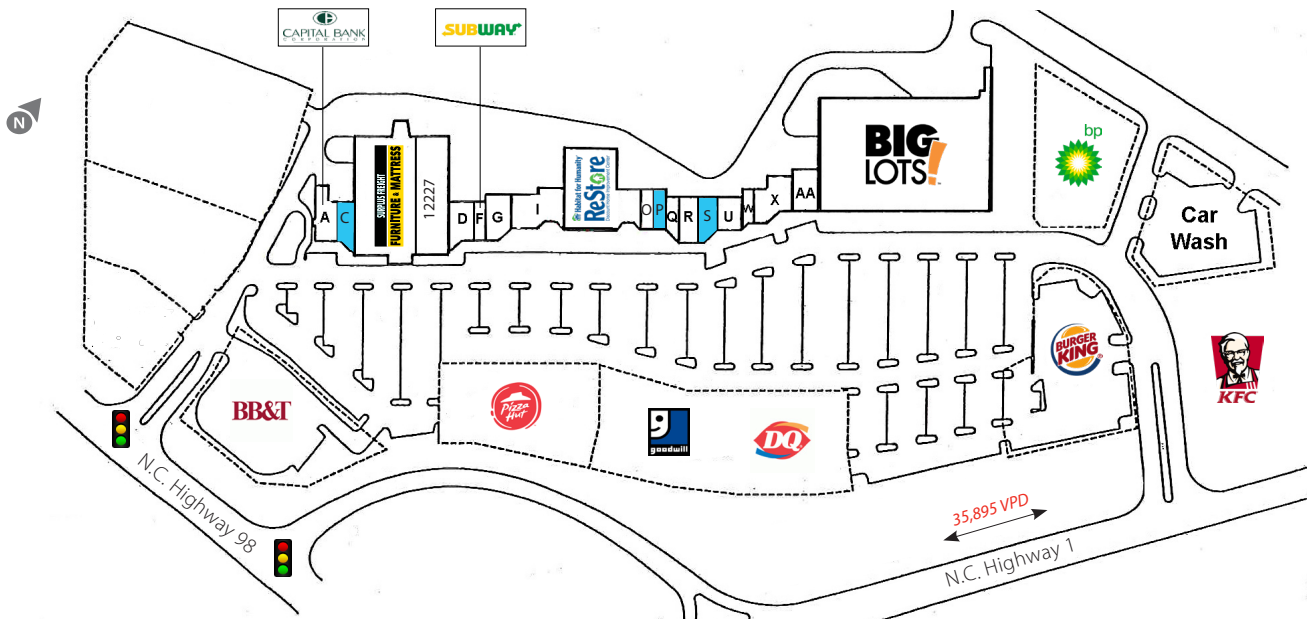 CAPITAL BANK
CORPORATION
SUBWAY
N
bp
BIG
LOTS!
Habitat for Humanity
ReStore
SURPLUS FREIGHT
FURNITURE & MATTRESS
12227
A
C
D
F
G
I
O
P
Q
R
S
U
W
X
AA
Car
Wash
BURGER
KING
KFC
BB&T
Pizza
Hut
goodwill
DQ
35,895 VPD
N.C. Highway 98
N.C. Highway 1